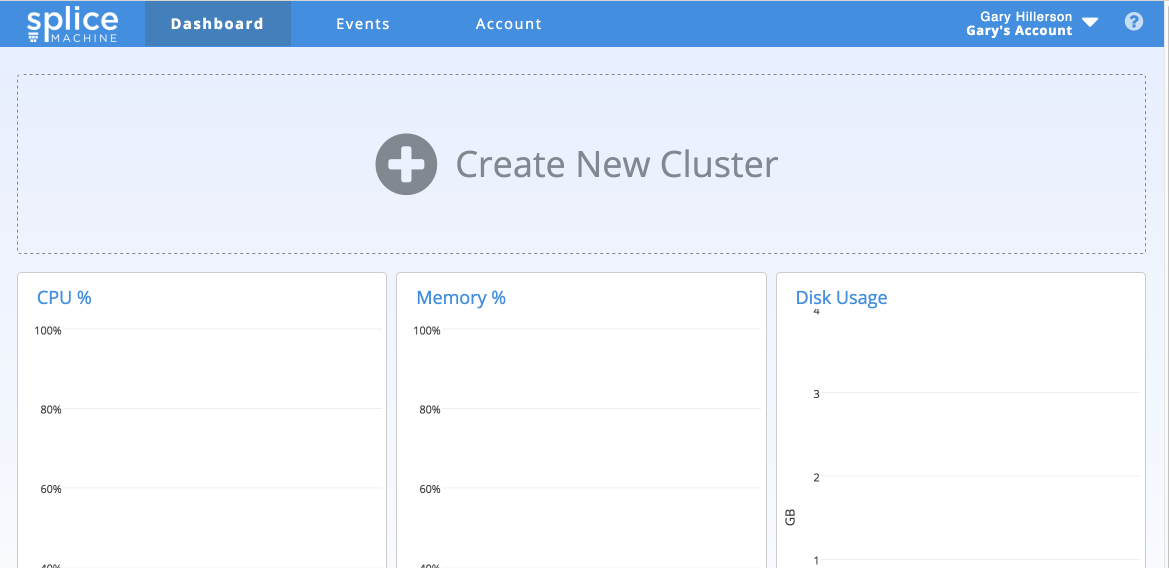 splice
MACHINE
Dashboard
Events
Account
Gary Hillerson
Gary's Account
?
Create New Cluster
CPU %
100%
80%
60%
40%
Memory %
100%
80%
60%
40%
Disk Usage
4
3
2
1
GB